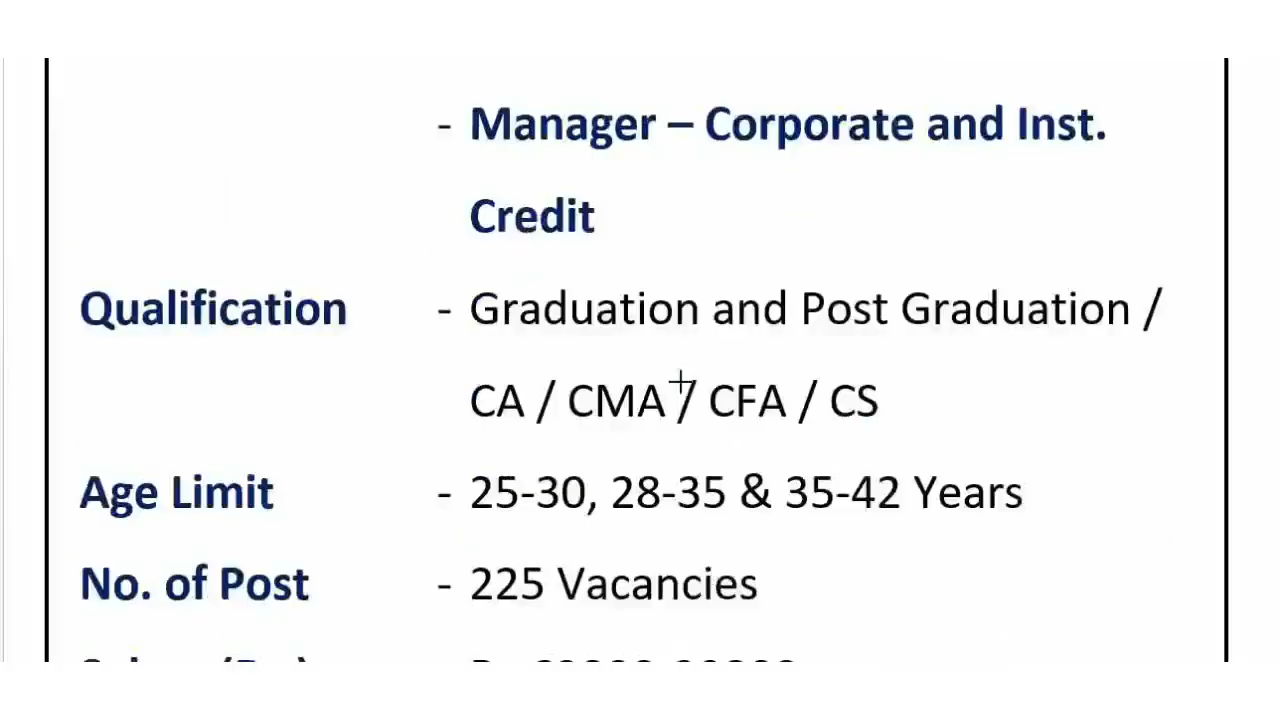 - Manager – Corporate and Inst.
Credit
Qualification - Graduation and Post Graduation /
CA / CMA / CFA / CS
Age Limit - 25-30, 28-35 & 35-42 Years
No. of Post - 225 Vacancies